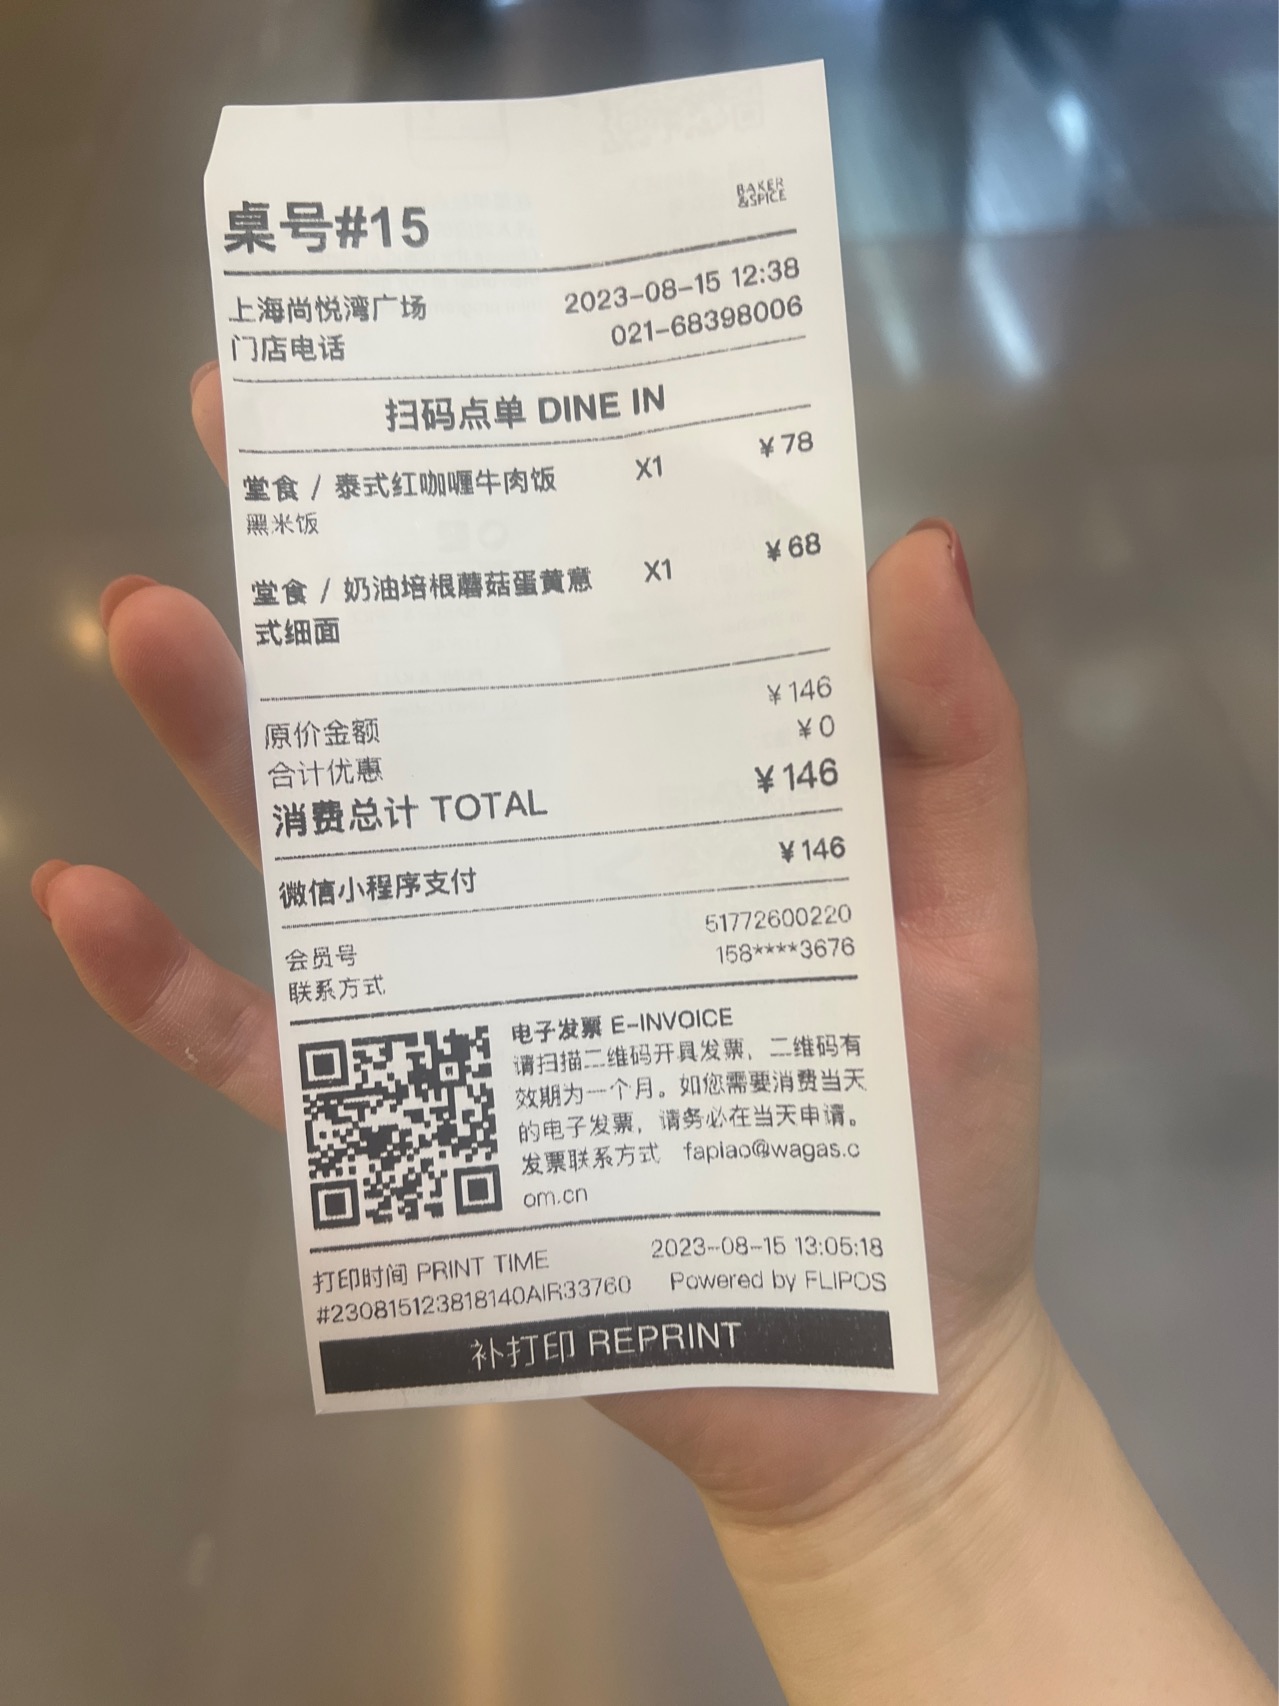 BAKER
&SPICE
桌号#15
上海尚悦湾广场 2023-08-15 12:38
门店电话 021-68398006
扫码点单 DINE IN
堂食 / 泰式红咖喱牛肉饭 X1 ¥78
黑米饭
堂食 / 奶油培根蘑菇蛋黄意 X1 ¥68
式细面
原价金额 ¥146
合计优惠 ¥0
消费总计 TOTAL ¥146
微信小程序支付 ¥146
会员号 51772600220
联系方式 158****3676
电子发票 E-INVOICE
请扫描二维码开具发票，二维码有
效期为一个月。如您需要消费当天
的电子发票，请务必在当天申请。
发票联系方式 fapiao@wagas.c
om.cn
打印时间 PRINT TIME 2023-08-15 13:05:18
#230815123818140AIR33760 Powered by FLIPOS
补打印 REPRINT